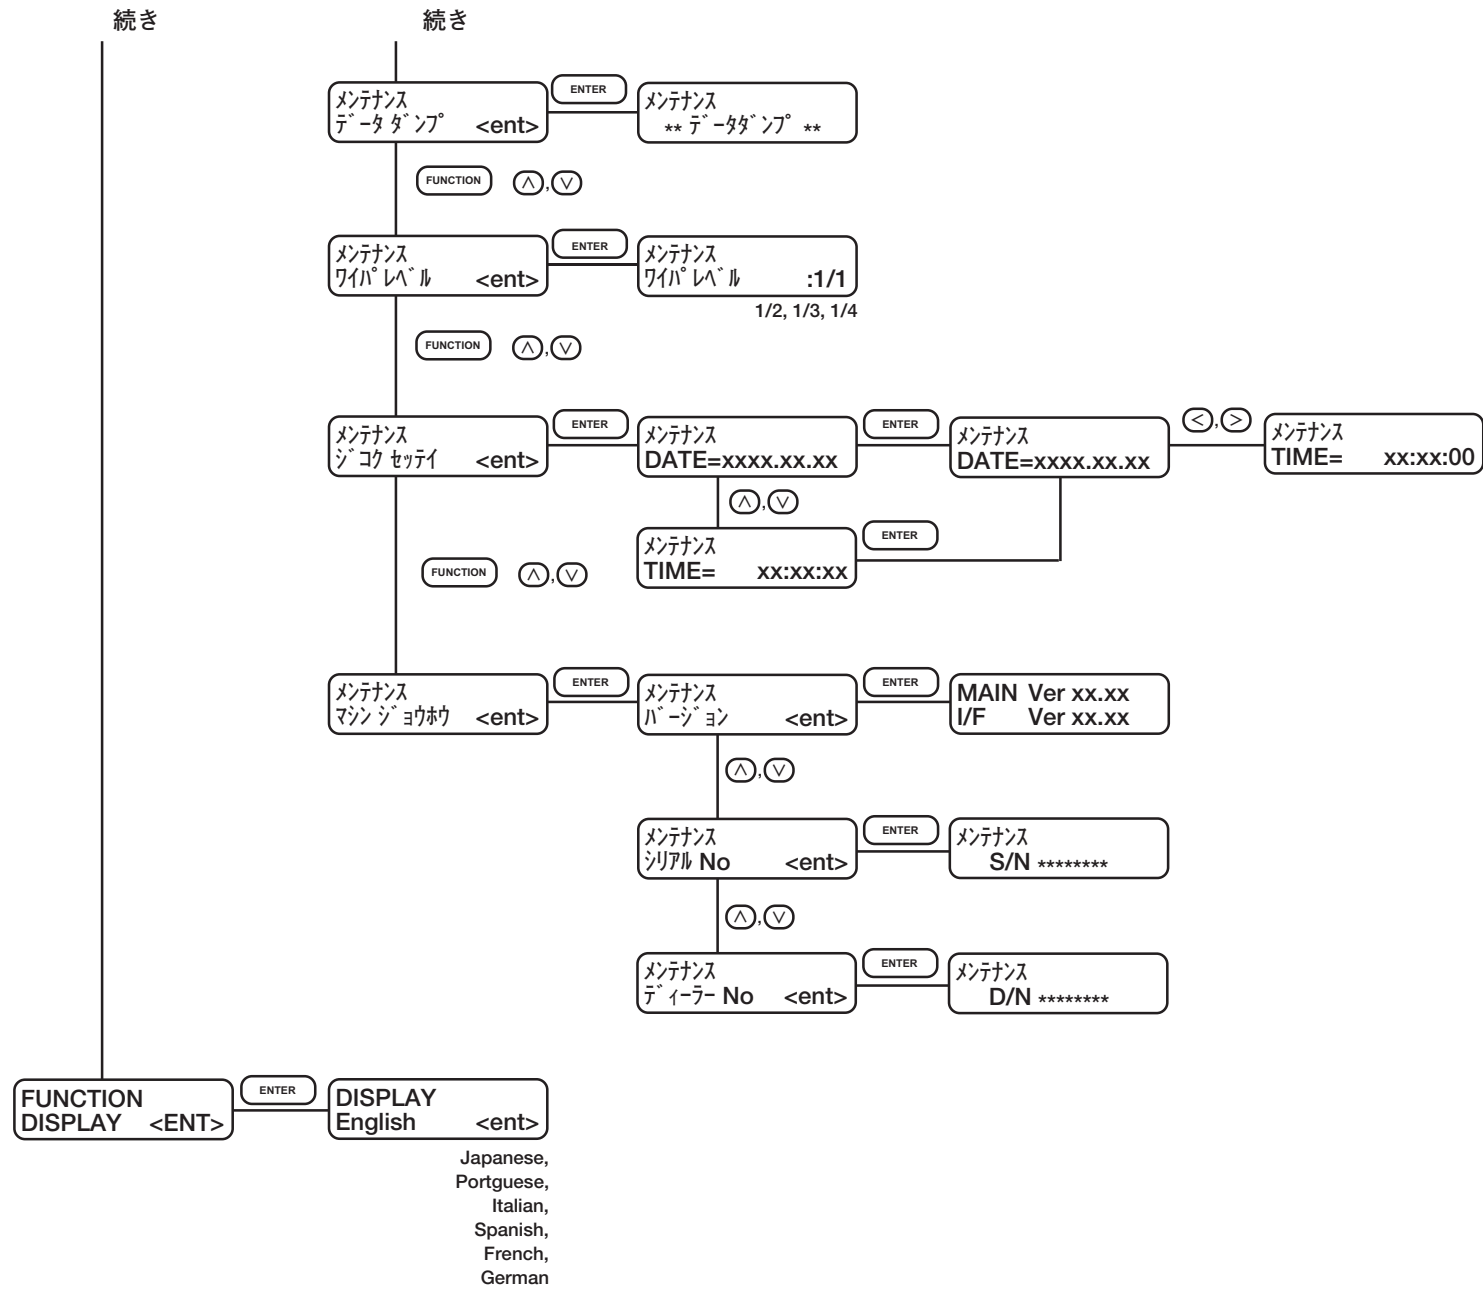 続き
続き
ﾒﾝﾃﾅﾝｽ
ﾃﾞｰﾀ ﾀﾞﾝﾌﾟ <ent>
ENTER
ﾒﾝﾃﾅﾝｽ
** ﾃﾞｰﾀﾀﾞﾝﾌﾟ **
FUNCTION ∧,∨
ﾒﾝﾃﾅﾝｽ
ﾜｲﾊﾟ ﾚﾍﾞﾙ <ent>
ENTER
ﾒﾝﾃﾅﾝｽ
ﾜｲﾊﾟ ﾚﾍﾞﾙ :1/1
1/2, 1/3, 1/4
FUNCTION ∧,∨
ﾒﾝﾃﾅﾝｽ
ｼﾞｺｸ ｾｯﾃｲ <ent>
ENTER
ﾒﾝﾃﾅﾝｽ
DATE=xxxx.xx.xx
ENTER
ﾒﾝﾃﾅﾝｽ
DATE=xxxx.xx.xx
<,>
ﾒﾝﾃﾅﾝｽ
TIME= xx:xx:00
∧,∨
ﾒﾝﾃﾅﾝｽ
TIME= xx:xx:xx
ENTER
FUNCTION ∧,∨
ﾒﾝﾃﾅﾝｽ
ﾏｼﾝ ｼﾞｮｳﾎｳ <ent>
ENTER
ﾒﾝﾃﾅﾝｽ
ﾊﾞｰｼﾞｮﾝ <ent>
ENTER
MAIN Ver xx.xx
I/F Ver xx.xx
∧,∨
ﾒﾝﾃﾅﾝｽ
ｼﾘｱﾙ No <ent>
ENTER
ﾒﾝﾃﾅﾝｽ
S/N ********
∧,∨
ﾒﾝﾃﾅﾝｽ
ﾃﾞｨｰﾗｰ No <ent>
ENTER
ﾒﾝﾃﾅﾝｽ
D/N ********
FUNCTION
DISPLAY <ENT>
ENTER
DISPLAY
English <ent>
Japanese,
Portguese,
Italian,
Spanish,
French,
German